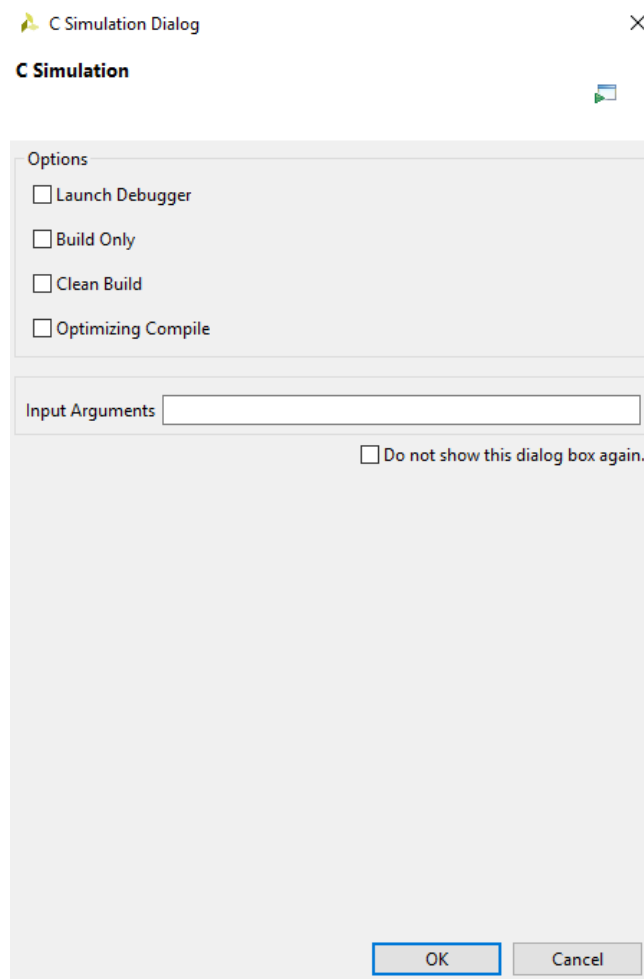 C Simulation Dialog
C Simulation
Options
Launch Debugger
Build Only
Clean Build
Optimizing Compile
Input Arguments
Do not show this dialog box again.
OK
Cancel